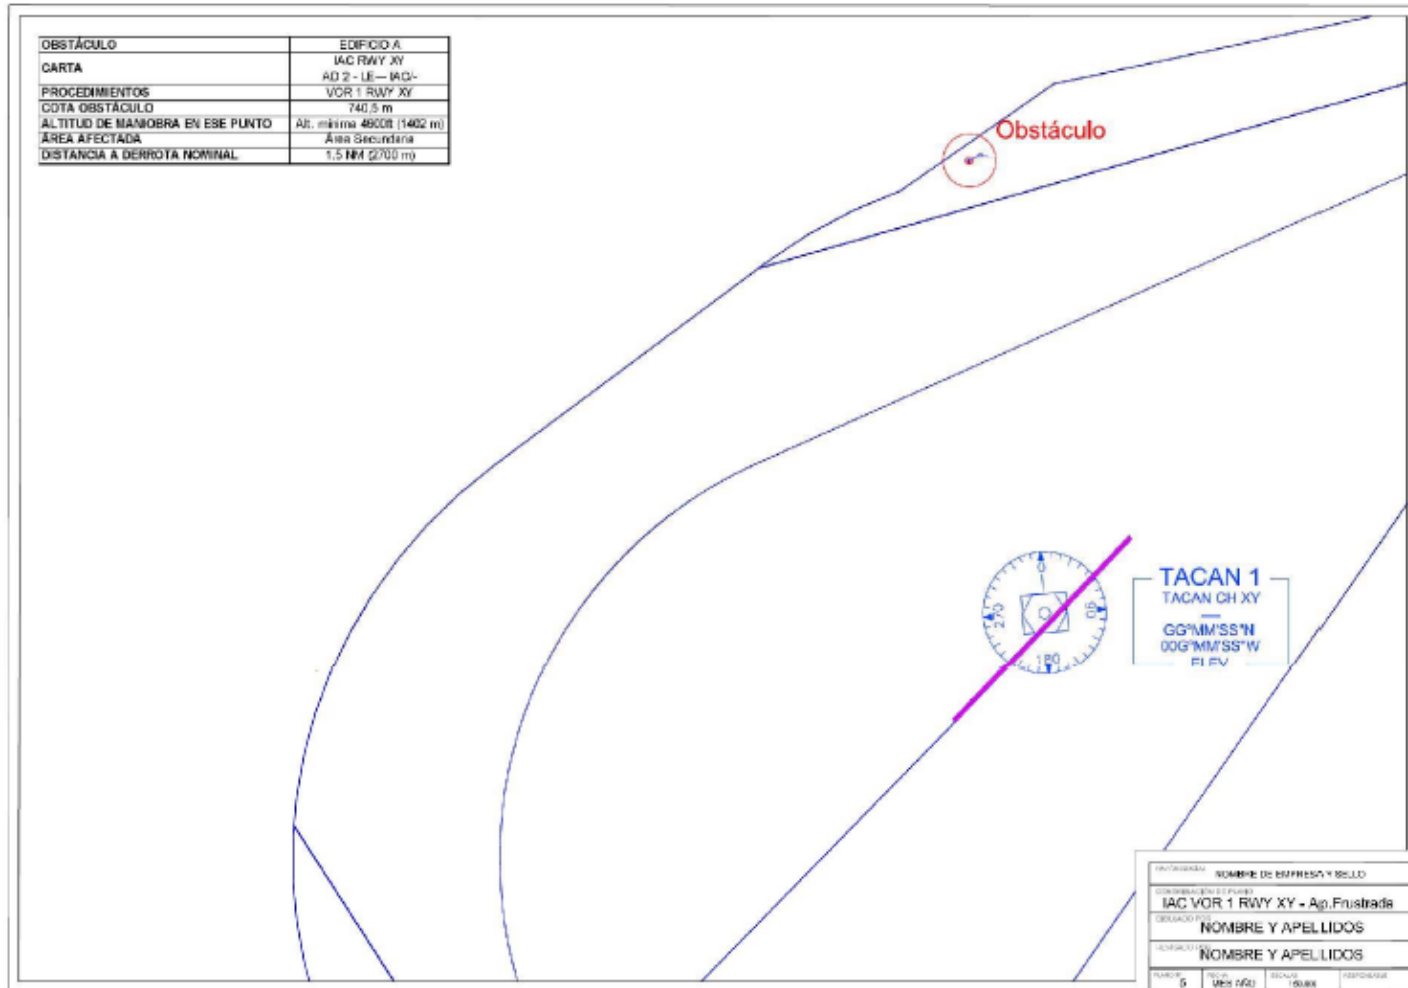 OBSTÁCULO EDIFICIO A
CARTA IAC RWY XY
AD 2 - LE— IAC/-
PROCEDIMIENTOS VOR 1 RWY XY
COTA OBSTÁCULO 740,5 m
ALTITUD DE MANIOBRA EN ESE PUNTO Alt. mínima 4600ft (1402 m)
ÁREA AFECTADA Área Secundaria
DISTANCIA A DERROTA NOMINAL 1.5 NM (2700 m)
Obstáculo
0
90
180
270
TACAN 1
TACAN CH XY
—
GG°MM'SS"N
00G°MM'SS"W
ELEV
NOMBRE DE EMPRESA Y SELLO
IAC VOR 1 RWY XY - Ap.Frustrada
NOMBRE Y APELLIDOS
NOMBRE Y APELLIDOS
5 MES AÑO